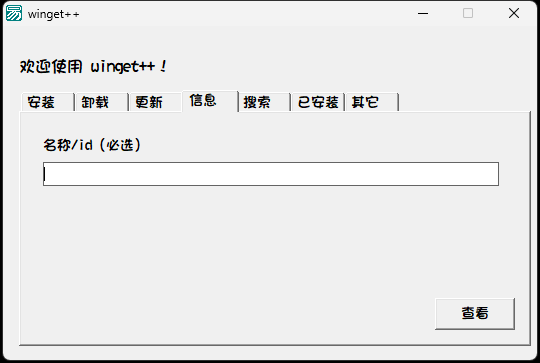 winget++
欢迎使用 winget++！
安装 卸载 更新 信息 搜索 已安装 其它
名称/id（必选）
查看